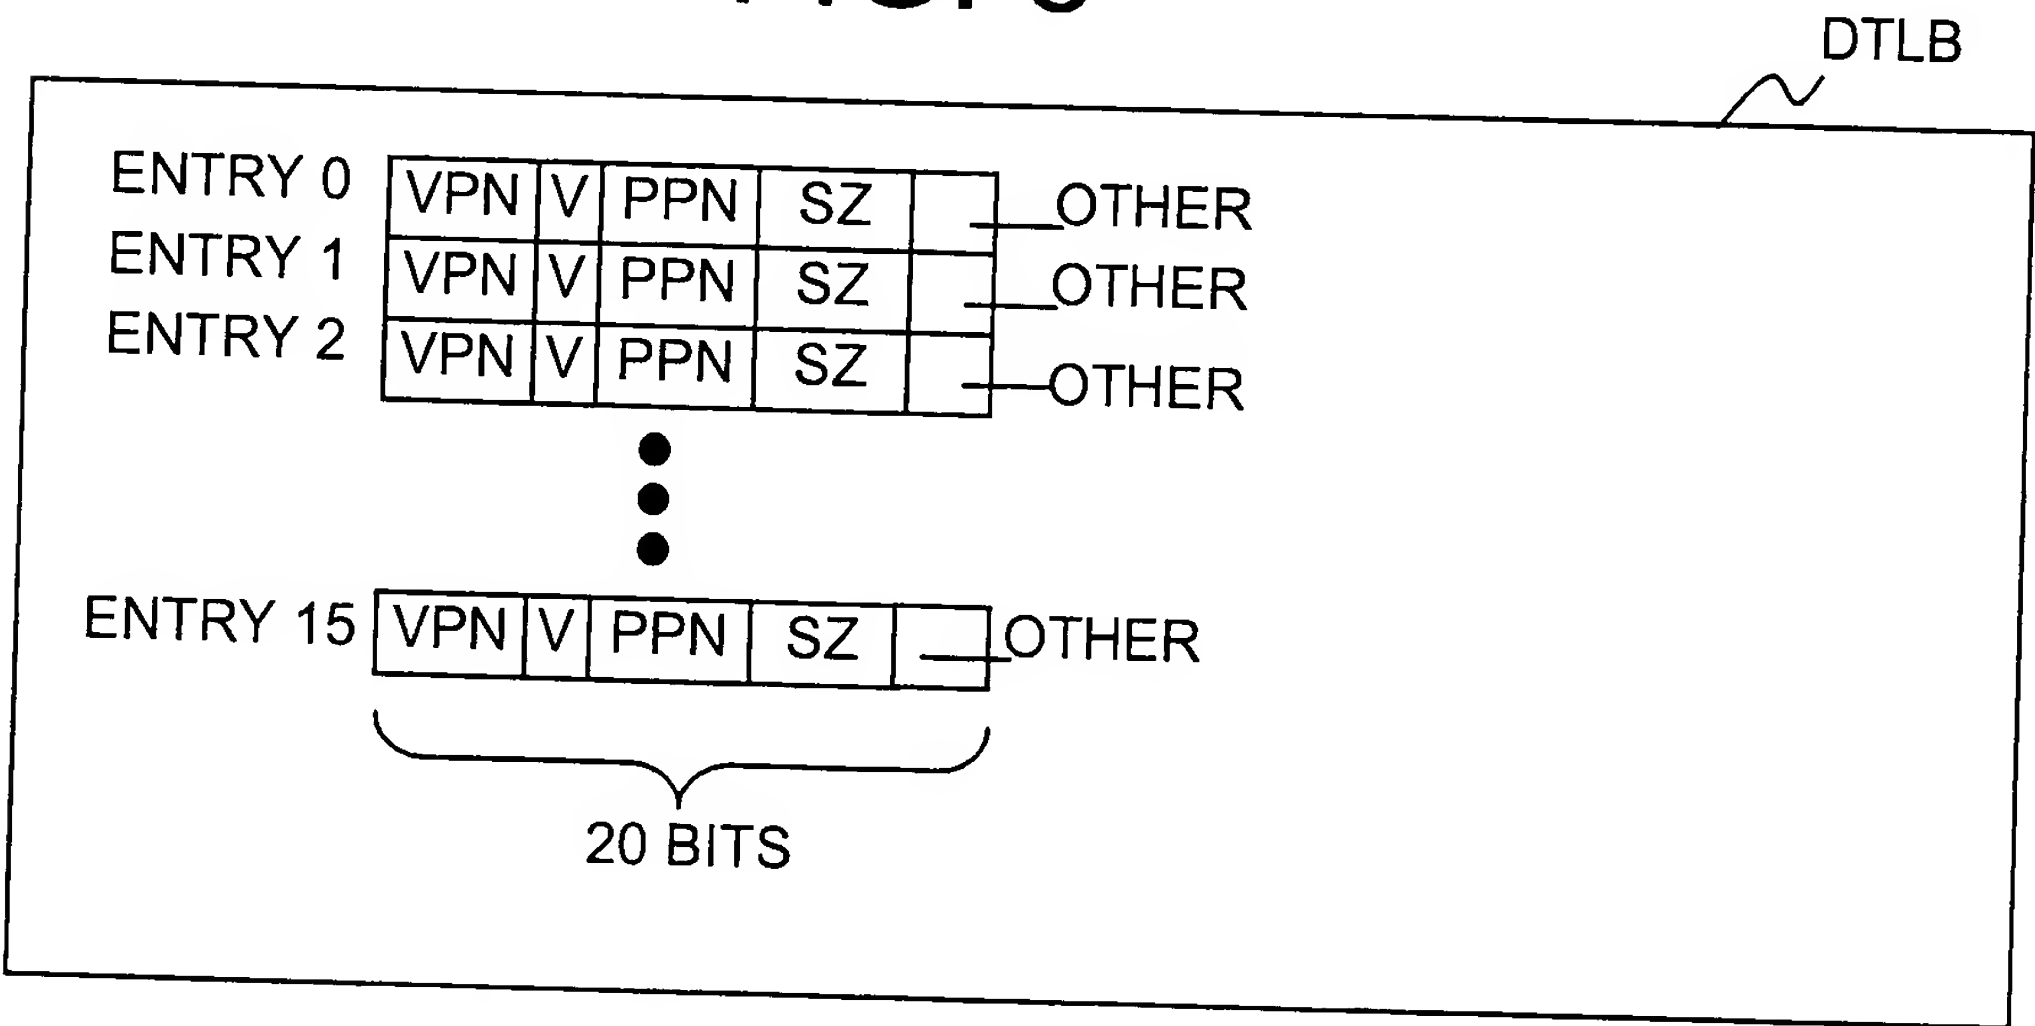 DTLB
ENTRY 0 VPN V PPN SZ OTHER
ENTRY 1 VPN V PPN SZ OTHER
ENTRY 2 VPN V PPN SZ OTHER
ENTRY 15 VPN V PPN SZ OTHER
20 BITS